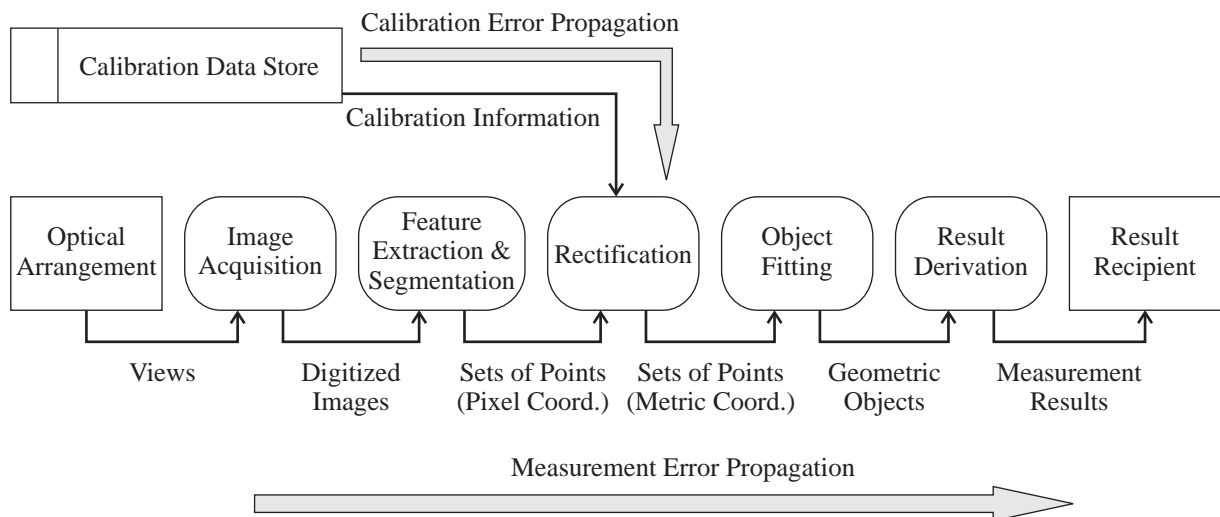 Calibration Error Propagation
Calibration Data Store
Calibration Information
Optical
Arrangement
Image
Acquisition
Feature
Extraction &
Segmentation
Rectification
Object
Fitting
Result
Derivation
Result
Recipient
Views
Digitized
Images
Sets of Points
(Pixel Coord.)
Sets of Points
(Metric Coord.)
Geometric
Objects
Measurement
Results
Measurement Error Propagation